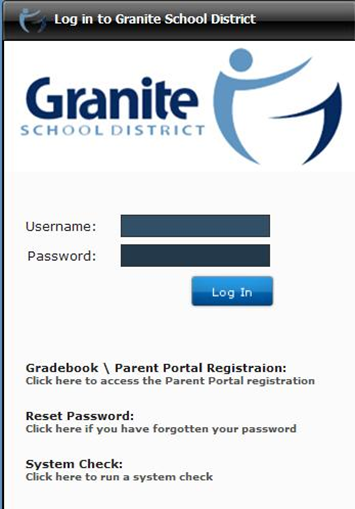 Log in to Granite School District
Granite
SCHOOL DISTRICT
Username:
Password:
Log In
Gradebook \ Parent Portal Registraion:
Click here to access the Parent Portal registration
Reset Password:
Click here if you have forgotten your password
System Check:
Click here to run a system check